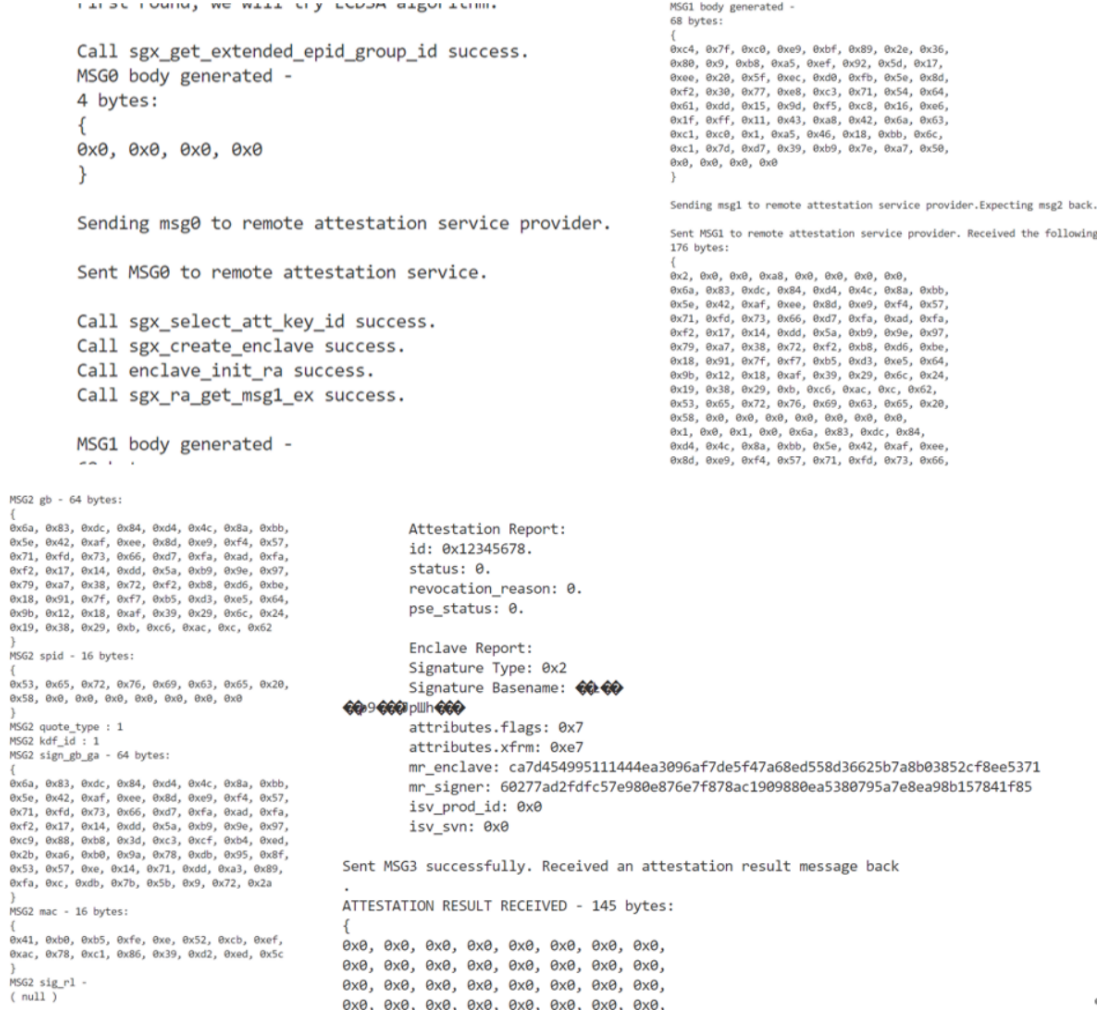 First round, we will try ECDSA algorithm.
Call sgx_get_extended_epid_group_id success.
MSG0 body generated -
4 bytes:
{
0x0, 0x0, 0x0, 0x0
}
Sending msg0 to remote attestation service provider.
Sent MSG0 to remote attestation service.
Call sgx_select_att_key_id success.
Call sgx_create_enclave success.
Call enclave_init_ra success.
Call sgx_ra_get_msg1_ex success.
MSG1 body generated -
MSG1 body generated -
68 bytes:
{
0xc4, 0x7f, 0xc0, 0xe9, 0xbf, 0x89, 0x2e, 0x36,
0x80, 0x9, 0xb8, 0xa5, 0xef, 0x92, 0x5d, 0x17,
0xee, 0x20, 0x5f, 0xec, 0xd0, 0xfb, 0x5e, 0x8d,
0xf2, 0x30, 0x77, 0xe8, 0xc3, 0x71, 0x54, 0x64,
0x61, 0xdd, 0x15, 0x9d, 0xf5, 0xc8, 0x16, 0xe6,
0x1f, 0xff, 0x11, 0x43, 0xa8, 0x42, 0x6a, 0x63,
0xc1, 0xc0, 0x1, 0xa5, 0x46, 0x18, 0xbb, 0x6c,
0xc1, 0x7d, 0xd7, 0x39, 0xb9, 0x7e, 0xa7, 0x50,
0x0, 0x0, 0x0, 0x0
}
Sending msg1 to remote attestation service provider.Expecting msg2 back.
Sent MSG1 to remote attestation service provider. Received the following
176 bytes:
{
0x2, 0x0, 0x0, 0xa8, 0x0, 0x0, 0x0, 0x0,
0x6a, 0x83, 0xdc, 0x84, 0xd4, 0x4c, 0x8a, 0xbb,
0x5e, 0x42, 0xaf, 0xee, 0x8d, 0xe9, 0xf4, 0x57,
0x71, 0xfd, 0x73, 0x66, 0xd7, 0xfa, 0xad, 0xfa,
0xf2, 0x17, 0x14, 0xdd, 0x5a, 0xb9, 0x9e, 0x97,
0x79, 0xa7, 0x38, 0x72, 0xf2, 0xb8, 0xd6, 0xbe,
0x18, 0x91, 0x7f, 0xf7, 0xb5, 0xd3, 0xe5, 0x64,
0x9b, 0x12, 0x18, 0xaf, 0x39, 0x29, 0x6c, 0x24,
0x19, 0x38, 0x29, 0xb, 0xc6, 0xac, 0xc, 0x62,
0x53, 0x65, 0x72, 0x76, 0x69, 0x63, 0x65, 0x20,
0x58, 0x0, 0x0, 0x0, 0x0, 0x0, 0x0, 0x0,
0x1, 0x0, 0x1, 0x0, 0x6a, 0x83, 0xdc, 0x84,
0xd4, 0x4c, 0x8a, 0xbb, 0x5e, 0x42, 0xaf, 0xee,
0x8d, 0xe9, 0xf4, 0x57, 0x71, 0xfd, 0x73, 0x66,
MSG2 gb - 64 bytes:
{
0x6a, 0x83, 0xdc, 0x84, 0xd4, 0x4c, 0x8a, 0xbb,
0x5e, 0x42, 0xaf, 0xee, 0x8d, 0xe9, 0xf4, 0x57,
0x71, 0xfd, 0x73, 0x66, 0xd7, 0xfa, 0xad, 0xfa,
0xf2, 0x17, 0x14, 0xdd, 0x5a, 0xb9, 0x9e, 0x97,
0x79, 0xa7, 0x38, 0x72, 0xf2, 0xb8, 0xd6, 0xbe,
0x18, 0x91, 0x7f, 0xf7, 0xb5, 0xd3, 0xe5, 0x64,
0x9b, 0x12, 0x18, 0xaf, 0x39, 0x29, 0x6c, 0x24,
0x19, 0x38, 0x29, 0xb, 0xc6, 0xac, 0xc, 0x62
}
MSG2 spid - 16 bytes:
{
0x53, 0x65, 0x72, 0x76, 0x69, 0x63, 0x65, 0x20,
0x58, 0x0, 0x0, 0x0, 0x0, 0x0, 0x0, 0x0
}
MSG2 quote_type : 1
MSG2 kdf_id : 1
MSG2 sign_gb_ga - 64 bytes:
{
0x6a, 0x83, 0xdc, 0x84, 0xd4, 0x4c, 0x8a, 0xbb,
0x5e, 0x42, 0xaf, 0xee, 0x8d, 0xe9, 0xf4, 0x57,
0x71, 0xfd, 0x73, 0x66, 0xd7, 0xfa, 0xad, 0xfa,
0xf2, 0x17, 0x14, 0xdd, 0x5a, 0xb9, 0x9e, 0x97,
0xc9, 0x88, 0xb8, 0x3d, 0xc3, 0xcf, 0xb4, 0xed,
0x2b, 0xa6, 0xb0, 0x9a, 0x78, 0xdb, 0x95, 0x8f,
0x53, 0x57, 0xe, 0x14, 0x71, 0xdd, 0xa3, 0x89,
0xfa, 0xc, 0xdb, 0x7b, 0x5b, 0x9, 0x72, 0x2a
}
MSG2 mac - 16 bytes:
{
0x41, 0xb0, 0xb5, 0xfe, 0xe, 0x52, 0xcb, 0xef,
0xac, 0x78, 0xc1, 0x86, 0x39, 0xd2, 0xed, 0x5c
}
MSG2 sig_rl -
( null )
Attestation Report:
id: 0x12345678.
status: 0.
revocation_reason: 0.
pse_status: 0.
Enclave Report:
Signature Type: 0x2
Signature Basename:
attributes.flags: 0x7
attributes.xfrm: 0xe7
mr_enclave: ca7d454995111444ea3096af7de5f47a68ed558d36625b7a8b03852cf8ee5371
mr_signer: 60277ad2fdfc57e980e876e7f878ac1909880ea5380795a7e8ea98b157841f85
isv_prod_id: 0x0
isv_svn: 0x0
Sent MSG3 successfully. Received an attestation result message back
.
ATTESTATION RESULT RECEIVED - 145 bytes:
{
0x0, 0x0, 0x0, 0x0, 0x0, 0x0, 0x0, 0x0,
0x0, 0x0, 0x0, 0x0, 0x0, 0x0, 0x0, 0x0,
0x0, 0x0, 0x0, 0x0, 0x0, 0x0, 0x0, 0x0,
0x0, 0x0, 0x0, 0x0, 0x0, 0x0, 0x0, 0x0,